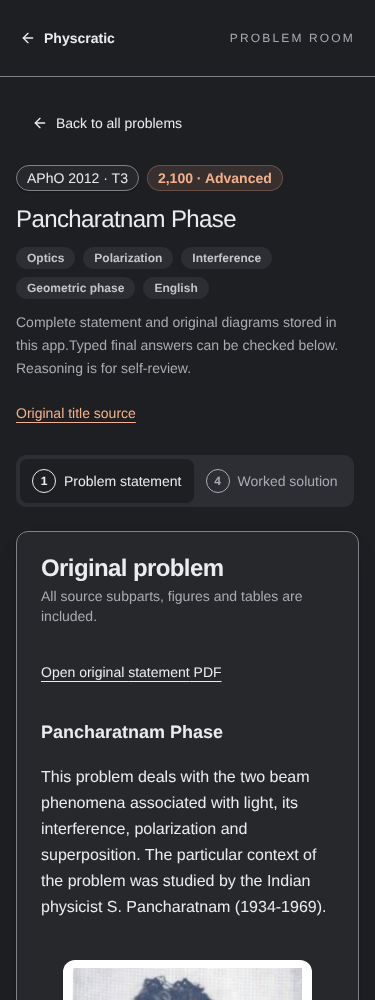 Physcratic
PROBLEM ROOM
Back to all problems
APhO 2012 · T3
2,100 · Advanced
Pancharatnam Phase
Optics
Polarization
Interference
Geometric phase
English
Complete statement and original diagrams stored in
this app.Typed final answers can be checked below.
Reasoning is for self-review.
Original title source
1 Problem statement
4 Worked solution
Original problem
All source subparts, figures and tables are
included.
Open original statement PDF
Pancharatnam Phase
This problem deals with the two beam
phenomena associated with light, its
interference, polarization and
superposition. The particular context of
the problem was studied by the Indian
physicist S. Pancharatnam (1934-1969).